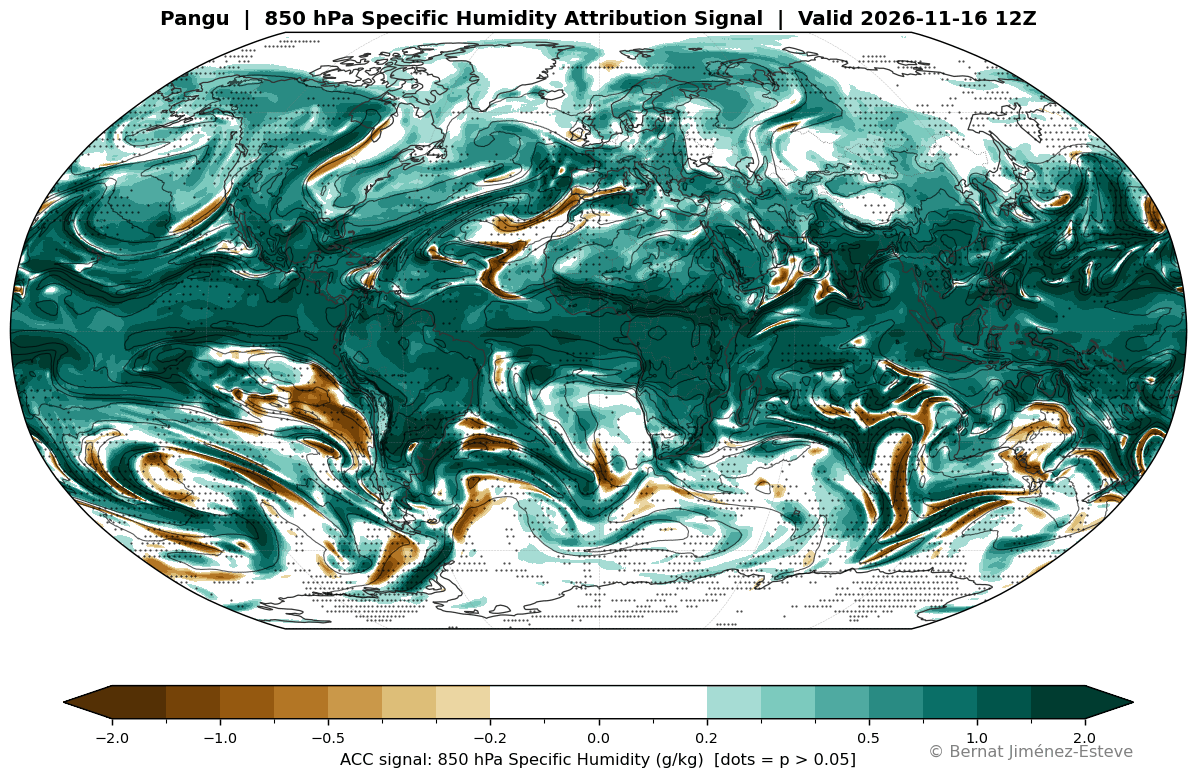 Pangu | 850 hPa Specific Humidity Attribution Signal | Valid 2026-11-16 12Z
−2.0 −1.0 −0.5 −0.2 0.0 0.2 0.5 1.0 2.0
ACC signal: 850 hPa Specific Humidity (g/kg) [dots = p > 0.05]
© Bernat Jiménez-Esteve